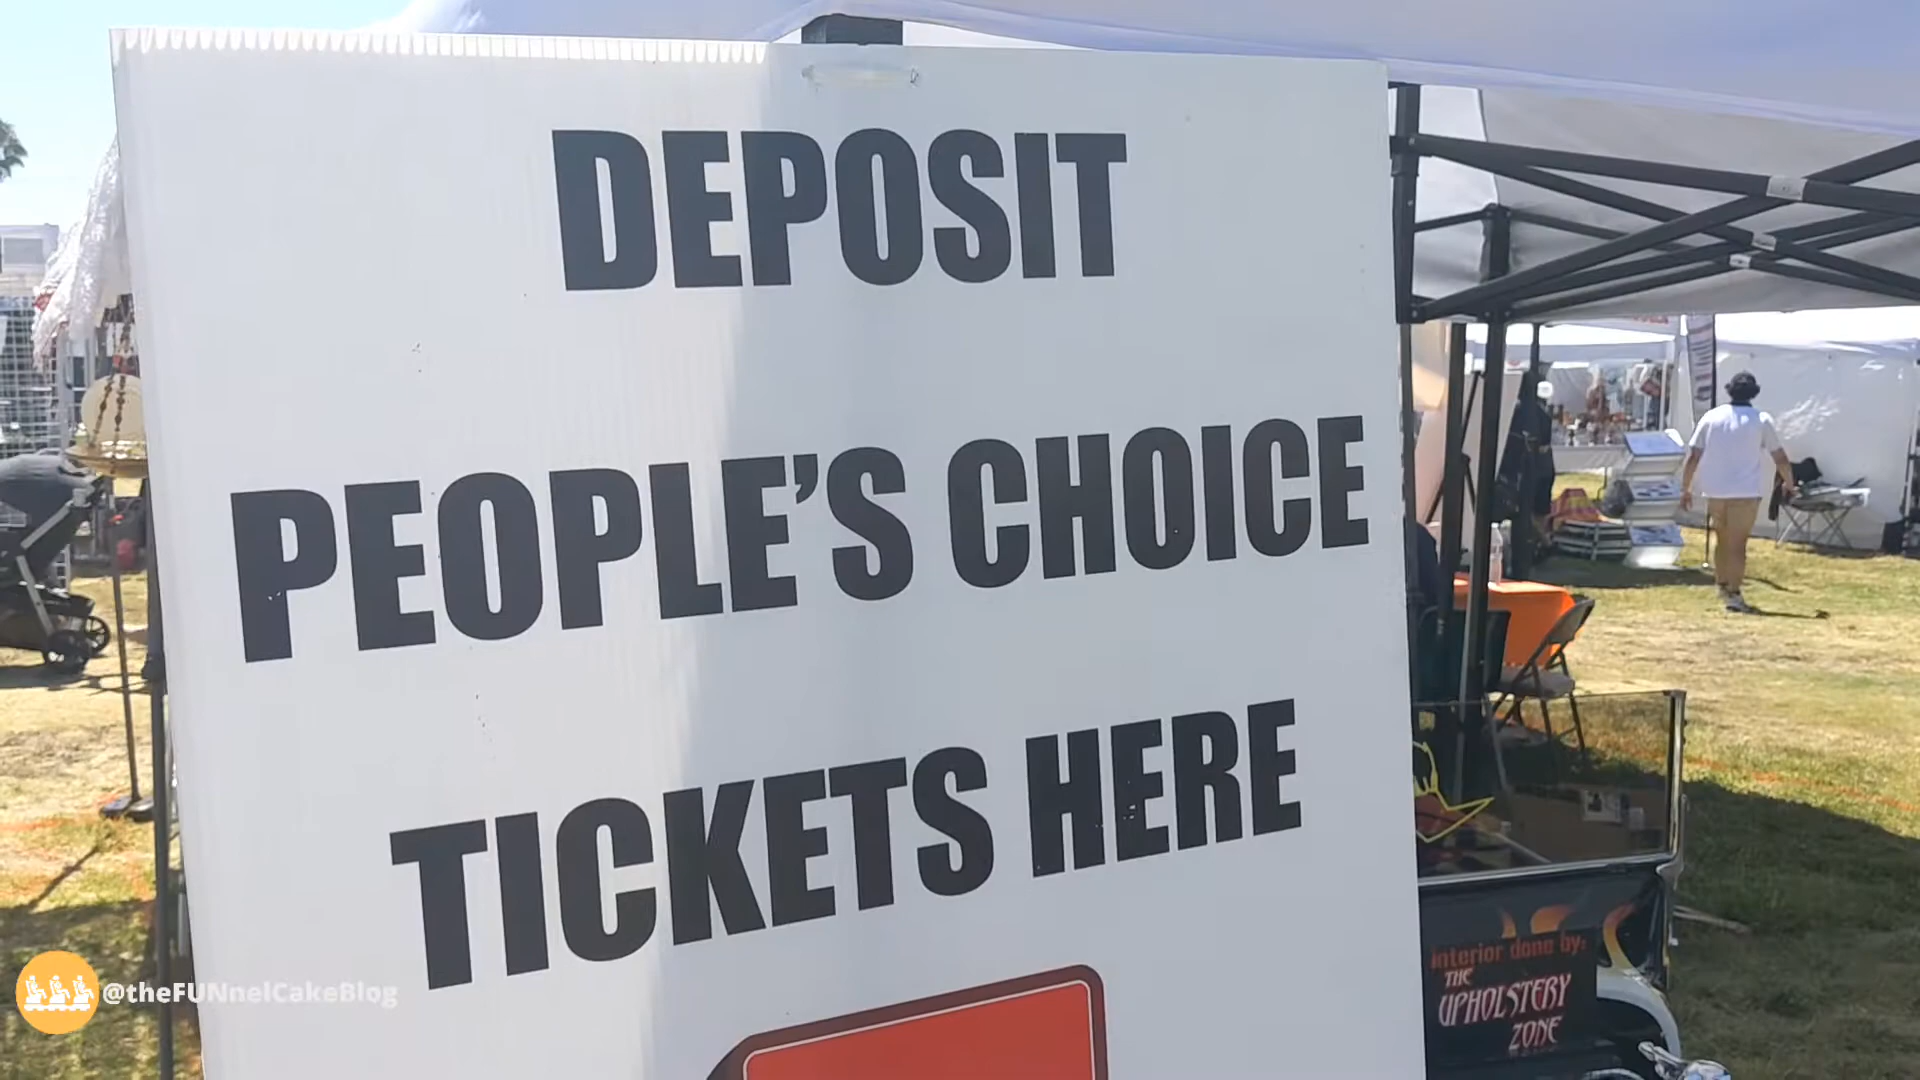 DEPOSIT
PEOPLE'S CHOICE
TICKETS HERE
@theFUNnelCakeBlog
interior done by:
THE
UPHOLSTERY
ZONE